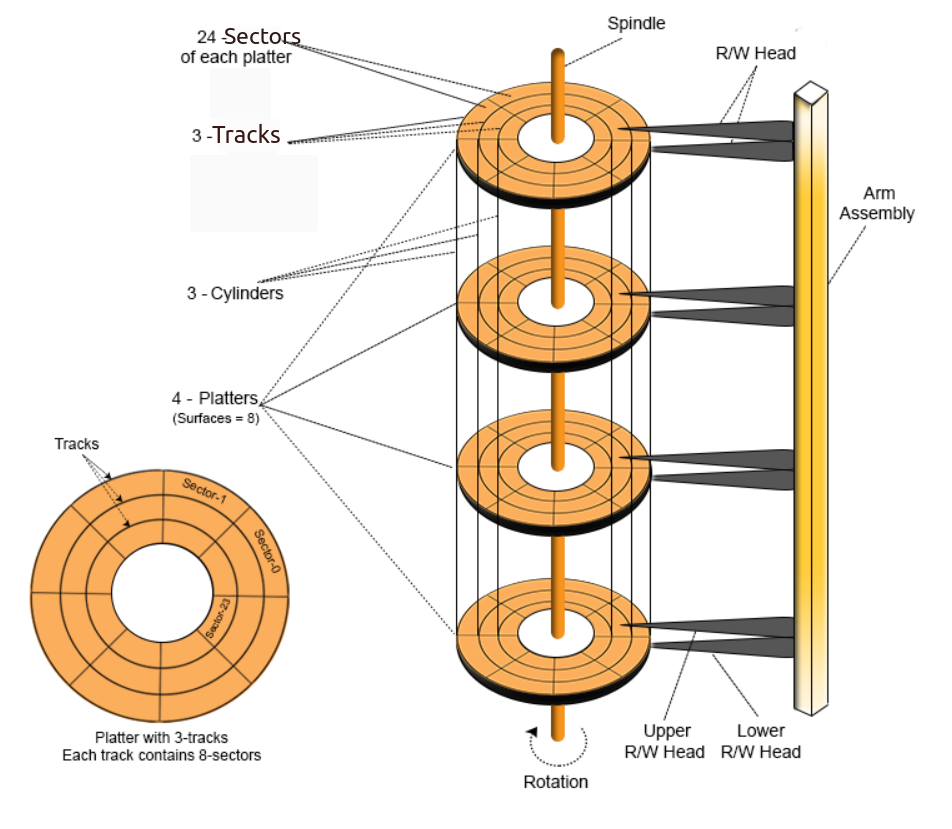 Spindle
24 -Sectors
of each platter
R/W Head
3 -Tracks
Arm
Assembly
3 - Cylinders
4 - Platters
(Surfaces = 8)
Tracks
Sector-1
Sector-0
Sector-23
Upper
R/W Head
Lower
R/W Head
Platter with 3-tracks
Each track contains 8-sectors
Rotation